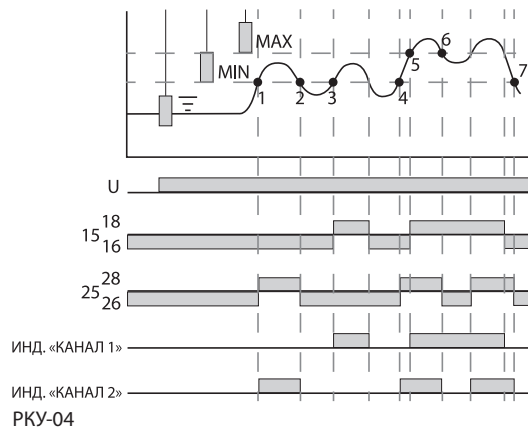 MAX
MIN
1
2
3
4
5
6
7
U
15 18
16
25 28
26
ИНД. «КАНАЛ 1»
ИНД. «КАНАЛ 2»
РКУ-04